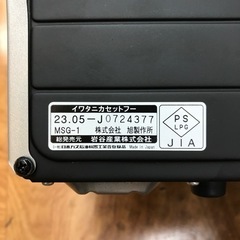 イワタニカセットフー
23.05-J0724377
MSG-1 株式会社 旭製作所
総発売元 岩谷産業株式会社
Made in Japan
PS
LPG
JIA